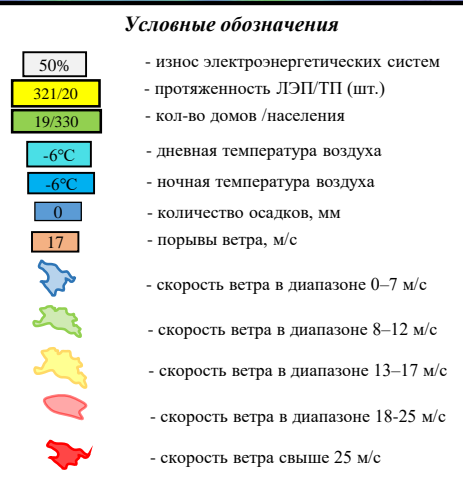 Условные обозначения
50% - износ электроэнергетических систем
321/20 - протяженность ЛЭП/ТП (шт.)
19/330 - кол-во домов /населения
-6°С - дневная температура воздуха
-6°С - ночная температура воздуха
0 - количество осадков, мм
17 - порывы ветра, м/с
- скорость ветра в диапазоне 0–7 м/с
- скорость ветра в диапазоне 8–12 м/с
- скорость ветра в диапазоне 13–17 м/с
- скорость ветра в диапазоне 18-25 м/с
- скорость ветра свыше 25 м/с